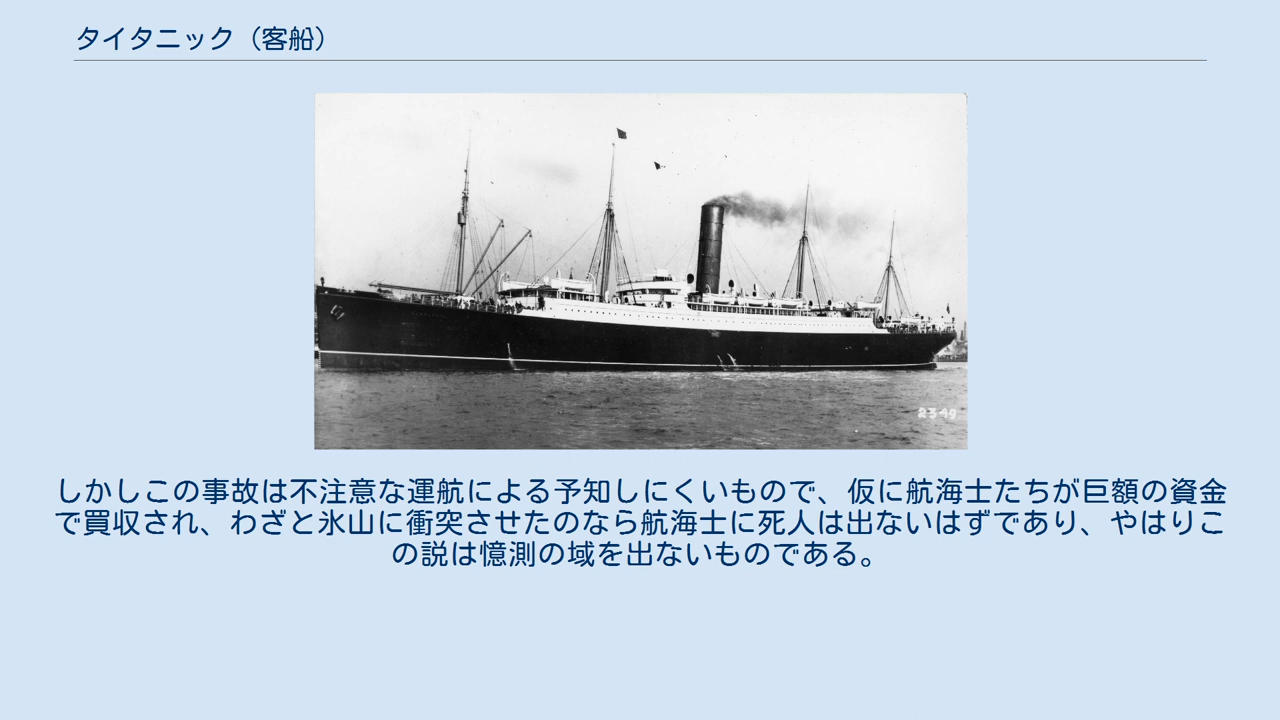 タイタニック（客船）
2349
しかしこの事故は不注意な運航による予知しにくいもので、仮に航海士たちが巨額の資金
で買収され、わざと氷山に衝突させたのなら航海士に死人は出ないはずであり、やはりこ
の説は憶測の域を出ないものである。